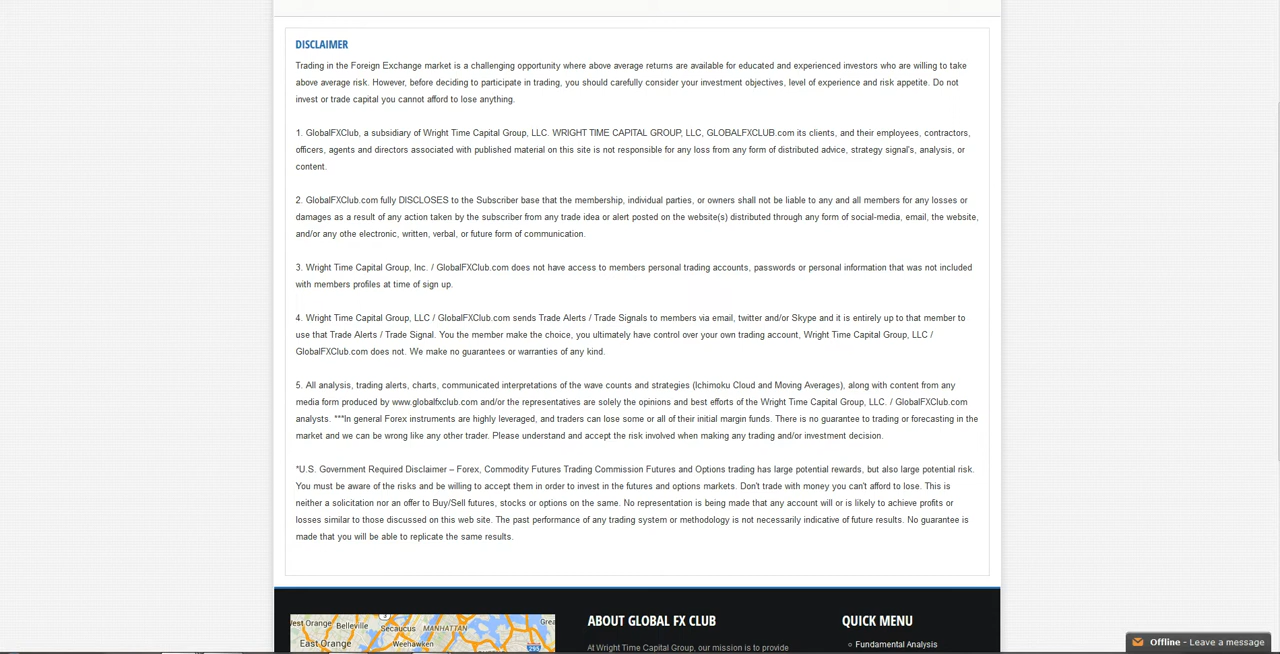 DISCLAIMER
Trading in the Foreign Exchange market is a challenging opportunity where above average returns are available for educated and experienced investors who are willing to take
above average risk. However, before deciding to participate in trading, you should carefully consider your investment objectives, level of experience and risk appetite. Do not
invest or trade capital you cannot afford to lose anything.
1. GlobalFXClub, a subsidiary of Wright Time Capital Group, LLC. WRIGHT TIME CAPITAL GROUP, LLC, GLOBALFXCLUB.com its clients, and their employees, contractors,
officers, agents and directors associated with published material on this site is not responsible for any loss from any form of distributed advice, strategy signal's, analysis, or
content.
2. GlobalFXClub.com fully DISCLOSES to the Subscriber base that the membership, individual parties, or owners shall not be liable to any and all members for any losses or
damages as a result of any action taken by the subscriber from any trade idea or alert posted on the website(s) distributed through any form of social-media, email, the website,
and/or any othe electronic, written, verbal, or future form of communication.
3. Wright Time Capital Group, Inc. / GlobalFXClub.com does not have access to members personal trading accounts, passwords or personal information that was not included
with members profiles at time of sign up.
4. Wright Time Capital Group, LLC / GlobalFXClub.com sends Trade Alerts / Trade Signals to members via email, twitter and/or Skype and it is entirely up to that member to
use that Trade Alerts / Trade Signal. You the member make the choice, you ultimately have control over your own trading account, Wright Time Capital Group, LLC /
GlobalFXClub.com does not. We make no guarantees or warranties of any kind.
5. All analysis, trading alerts, charts, communicated interpretations of the wave counts and strategies (Ichimoku Cloud and Moving Averages), along with content from any
media form produced by www.globalfxclub.com and/or the representatives are solely the opinions and best efforts of the Wright Time Capital Group, LLC. / GlobalFXClub.com
analysts. ***In general Forex instruments are highly leveraged, and traders can lose some or all of their initial margin funds. There is no guarantee to trading or forecasting in the
market and we can be wrong like any other trader. Please understand and accept the risk involved when making any trading and/or investment decision.
*U.S. Government Required Disclaimer – Forex, Commodity Futures Trading Commission Futures and Options trading has large potential rewards, but also large potential risk.
You must be aware of the risks and be willing to accept them in order to invest in the futures and options markets. Don't trade with money you can't afford to lose. This is
neither a solicitation nor an offer to Buy/Sell futures, stocks or options on the same. No representation is being made that any account will or is likely to achieve profits or
losses similar to those discussed on this web site. The past performance of any trading system or methodology is not necessarily indicative of future results. No guarantee is
made that you will be able to replicate the same results.
West Orange
Belleville
Secaucus
MANHATTAN
Grea
East Orange
Weehawken
295
ABOUT GLOBAL FX CLUB
At Wright Time Capital Group, our mission is to provide
QUICK MENU
Fundamental Analysis
Offline - Leave a message